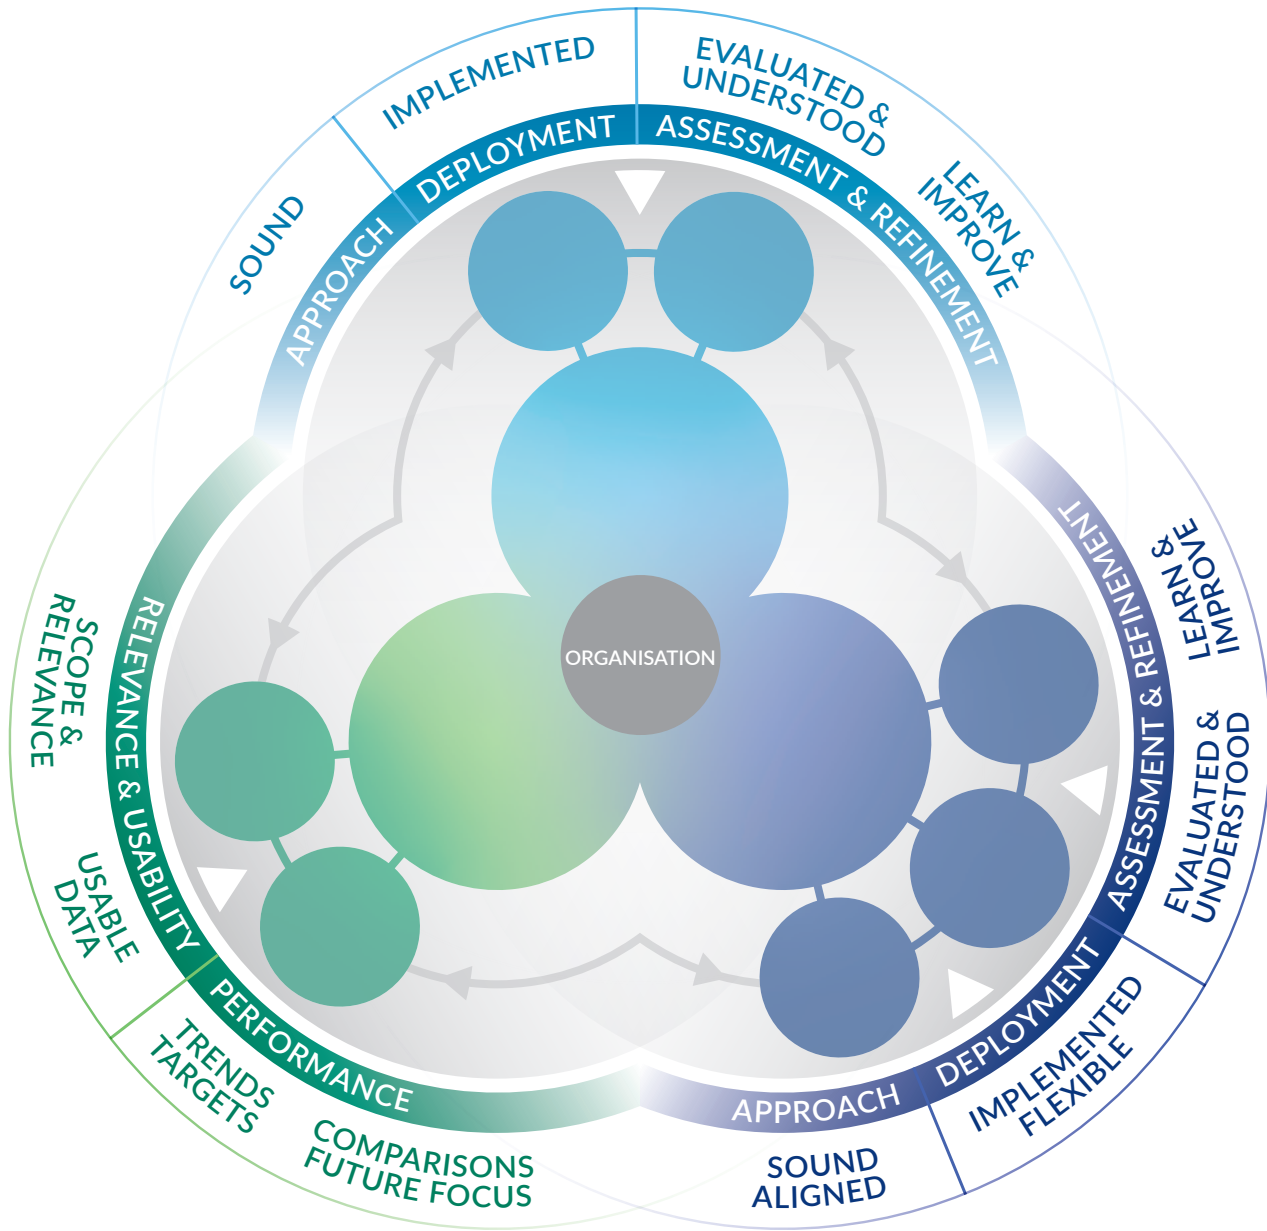 SOUND
IMPLEMENTED
EVALUATED &
UNDERSTOOD
LEARN &
IMPROVE
APPROACH
DEPLOYMENT
ASSESSMENT & REFINEMENT
ORGANISATION
ASSESSMENT & REFINEMENT
DEPLOYMENT
APPROACH
LEARN &
IMPROVE
EVALUATED &
UNDERSTOOD
IMPLEMENTED
FLEXIBLE
SOUND
ALIGNED
RELEVANCE & USABILITY
PERFORMANCE
SCOPE &
RELEVANCE
USABLE
DATA
TRENDS
TARGETS
COMPARISONS
FUTURE FOCUS